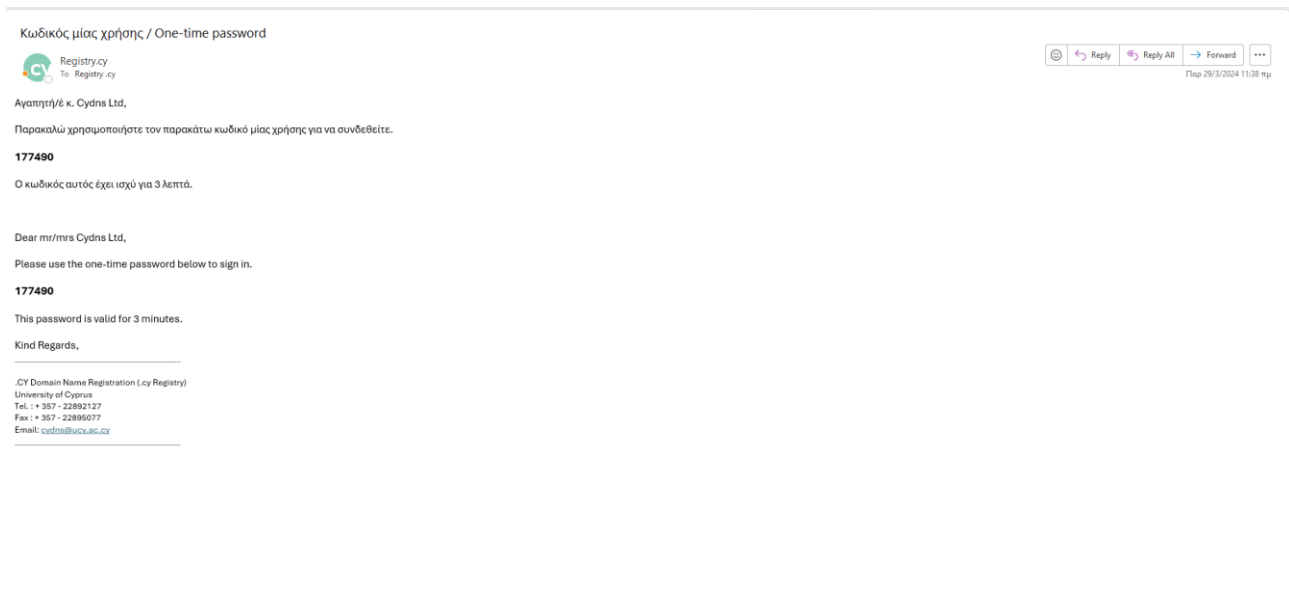 Κωδικός μίας χρήσης / One-time password
CY
Registry.cy
To Registry .cy
Reply
Reply All
Forward
Παρ 29/3/2024 11:38 πμ
Αγαπητή/έ κ. Cydns Ltd,
Παρακαλώ χρησιμοποιήστε τον παρακάτω κωδικό μίας χρήσης για να συνδεθείτε.
177490
Ο κωδικός αυτός έχει ισχύ για 3 λεπτά.
Dear mr/mrs Cydns Ltd,
Please use the one-time password below to sign in.
177490
This password is valid for 3 minutes.
Kind Regards,
.CY Domain Name Registration (.cy Registry)
University of Cyprus
Tel. : + 357 - 22892127
Fax : + 357 - 22895077
Email: cydns@ucy.ac.cy